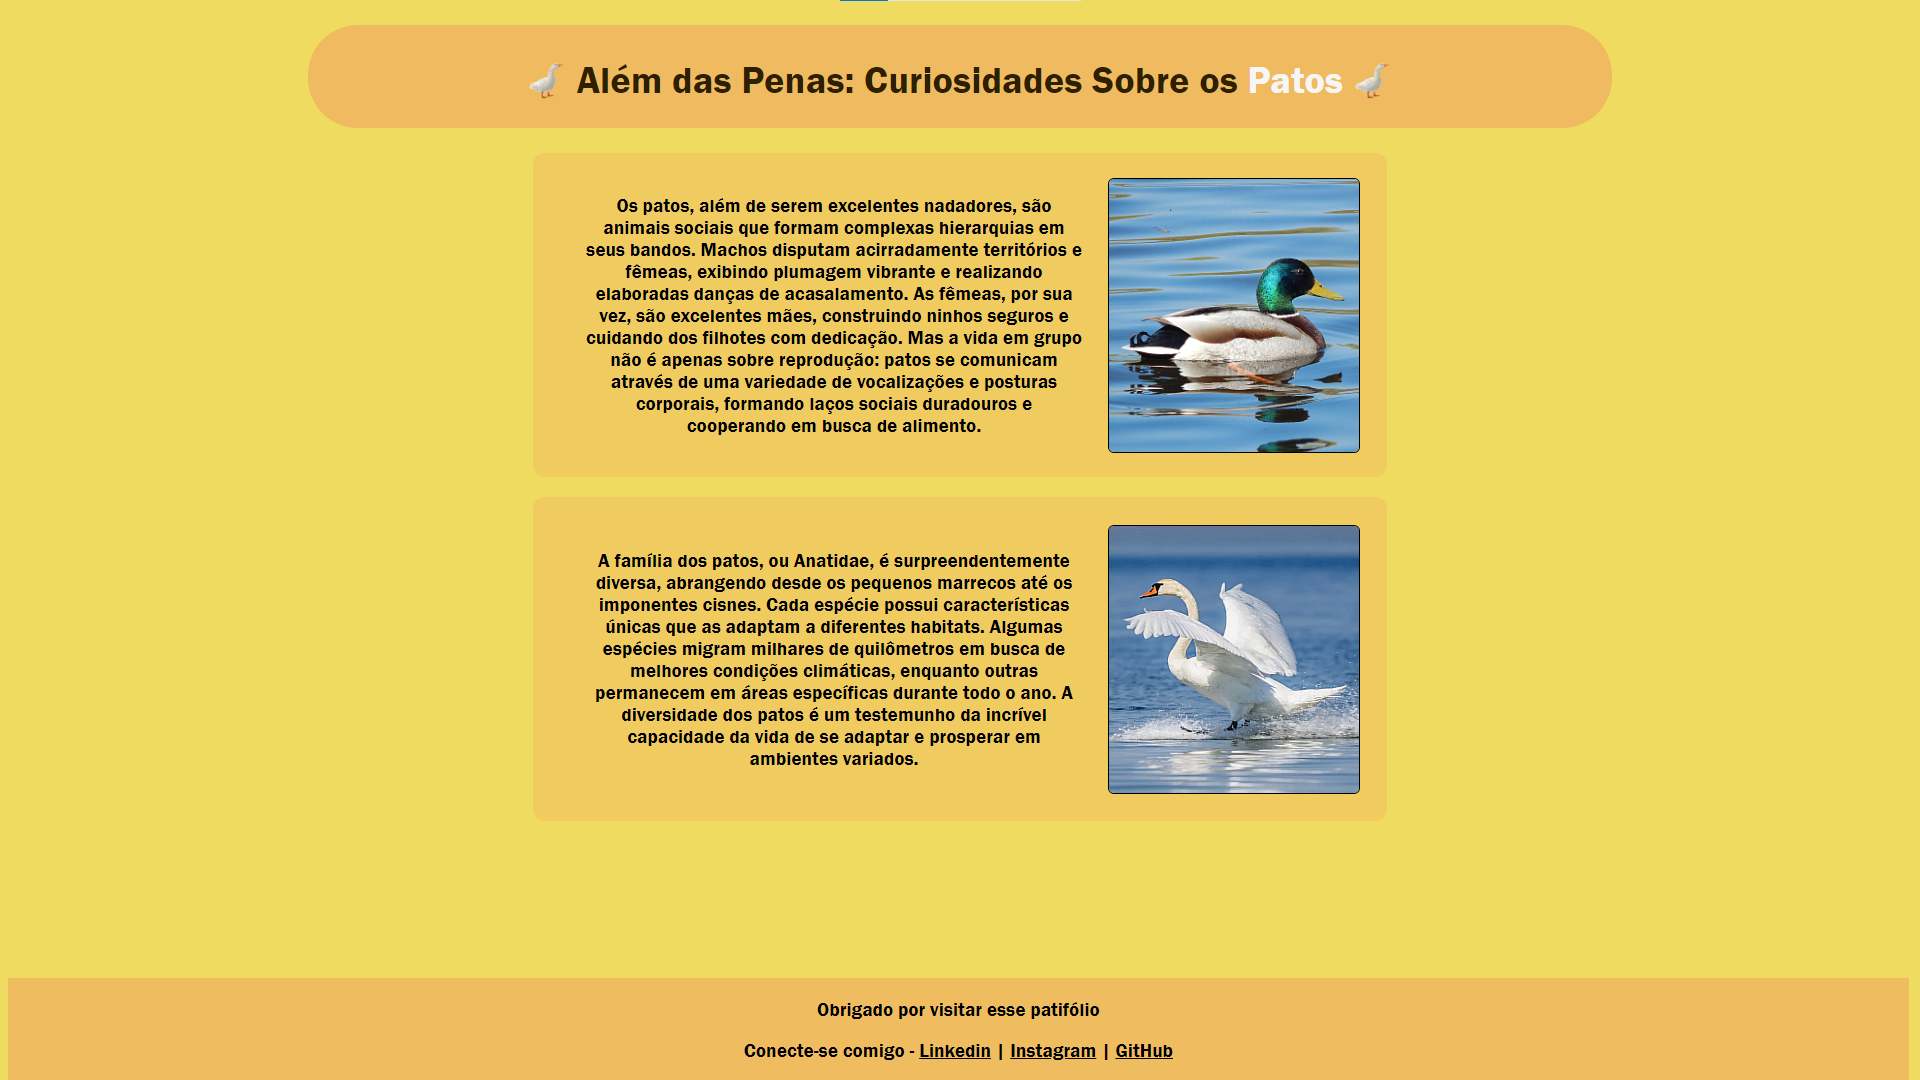 Além das Penas: Curiosidades Sobre os Patos
Os patos, além de serem excelentes nadadores, são
animais sociais que formam complexas hierarquias em
seus bandos. Machos disputam acirradamente territórios e
fêmeas, exibindo plumagem vibrante e realizando
elaboradas danças de acasalamento. As fêmeas, por sua
vez, são excelentes mães, construindo ninhos seguros e
cuidando dos filhotes com dedicação. Mas a vida em grupo
não é apenas sobre reprodução: patos se comunicam
através de uma variedade de vocalizações e posturas
corporais, formando laços sociais duradouros e
cooperando em busca de alimento.
A família dos patos, ou Anatidae, é surpreendentemente
diversa, abrangendo desde os pequenos marrecos até os
imponentes cisnes. Cada espécie possui características
únicas que as adaptam a diferentes habitats. Algumas
espécies migram milhares de quilômetros em busca de
melhores condições climáticas, enquanto outras
permanecem em áreas específicas durante todo o ano. A
diversidade dos patos é um testemunho da incrível
capacidade da vida de se adaptar e prosperar em
ambientes variados.
Obrigado por visitar esse patifólio
Conecte-se comigo - Linkedin | Instagram | GitHub